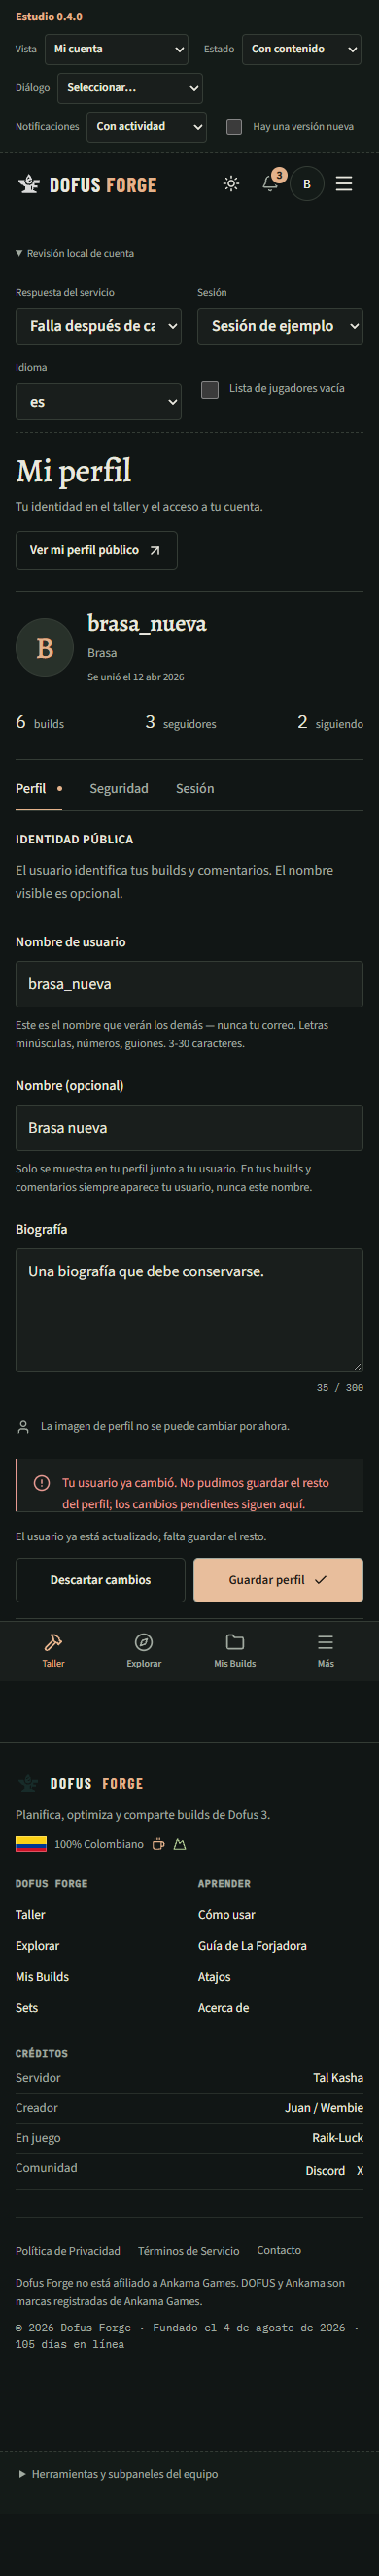 Estudio 0.4.0
Vista Mi cuenta Estado Con contenido
Diálogo Seleccionar...
Notificaciones Con actividad Hay una versión nueva
DOFUS FORGE 3 B
▼ Revisión local de cuenta
Respuesta del servicio Sesión
Falla después de ca Sesión de ejemplo
Idioma
es Lista de jugadores vacía
Mi perfil
Tu identidad en el taller y el acceso a tu cuenta.
Ver mi perfil público
B
brasa_nueva
Brasa
Se unió el 12 abr 2026
6 builds 3 seguidores 2 siguiendo
Perfil Seguridad Sesión
IDENTIDAD PÚBLICA
El usuario identifica tus builds y comentarios. El nombre
visible es opcional.
Nombre de usuario
brasa_nueva
Este es el nombre que verán los demás — nunca tu correo. Letras
minúsculas, números, guiones. 3-30 caracteres.
Nombre (opcional)
Brasa nueva
Solo se muestra en tu perfil junto a tu usuario. En tus builds y
comentarios siempre aparece tu usuario, nunca este nombre.
Biografía
Una biografía que debe conservarse.
35 / 300
La imagen de perfil no se puede cambiar por ahora.
Tu usuario ya cambió. No pudimos guardar el resto
del perfil; los cambios pendientes siguen aquí.
El usuario ya está actualizado; falta guardar el resto.
Descartar cambios Guardar perfil
Taller Explorar Mis Builds Más
DOFUS FORGE
Planifica, optimiza y comparte builds de Dofus 3.
100% Colombiano
DOFUS FORGE APRENDER
Taller Cómo usar
Explorar Guía de La Forjadora
Mis Builds Atajos
Sets Acerca de
CRÉDITOS
Servidor Tal Kasha
Creador Juan / Wembie
En juego Raik-Luck
Comunidad Discord X
Política de Privacidad Términos de Servicio Contacto
Dofus Forge no está afiliado a Ankama Games. DOFUS y Ankama son
marcas registradas de Ankama Games.
© 2026 Dofus Forge · Fundado el 4 de agosto de 2026 ·
105 días en línea
▶ Herramientas y subpaneles del equipo